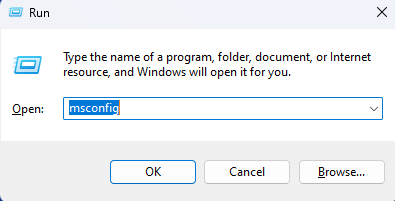 Run
Type the name of a program, folder, document, or Internet
resource, and Windows will open it for you.
Open: msconfig
OK Cancel Browse...